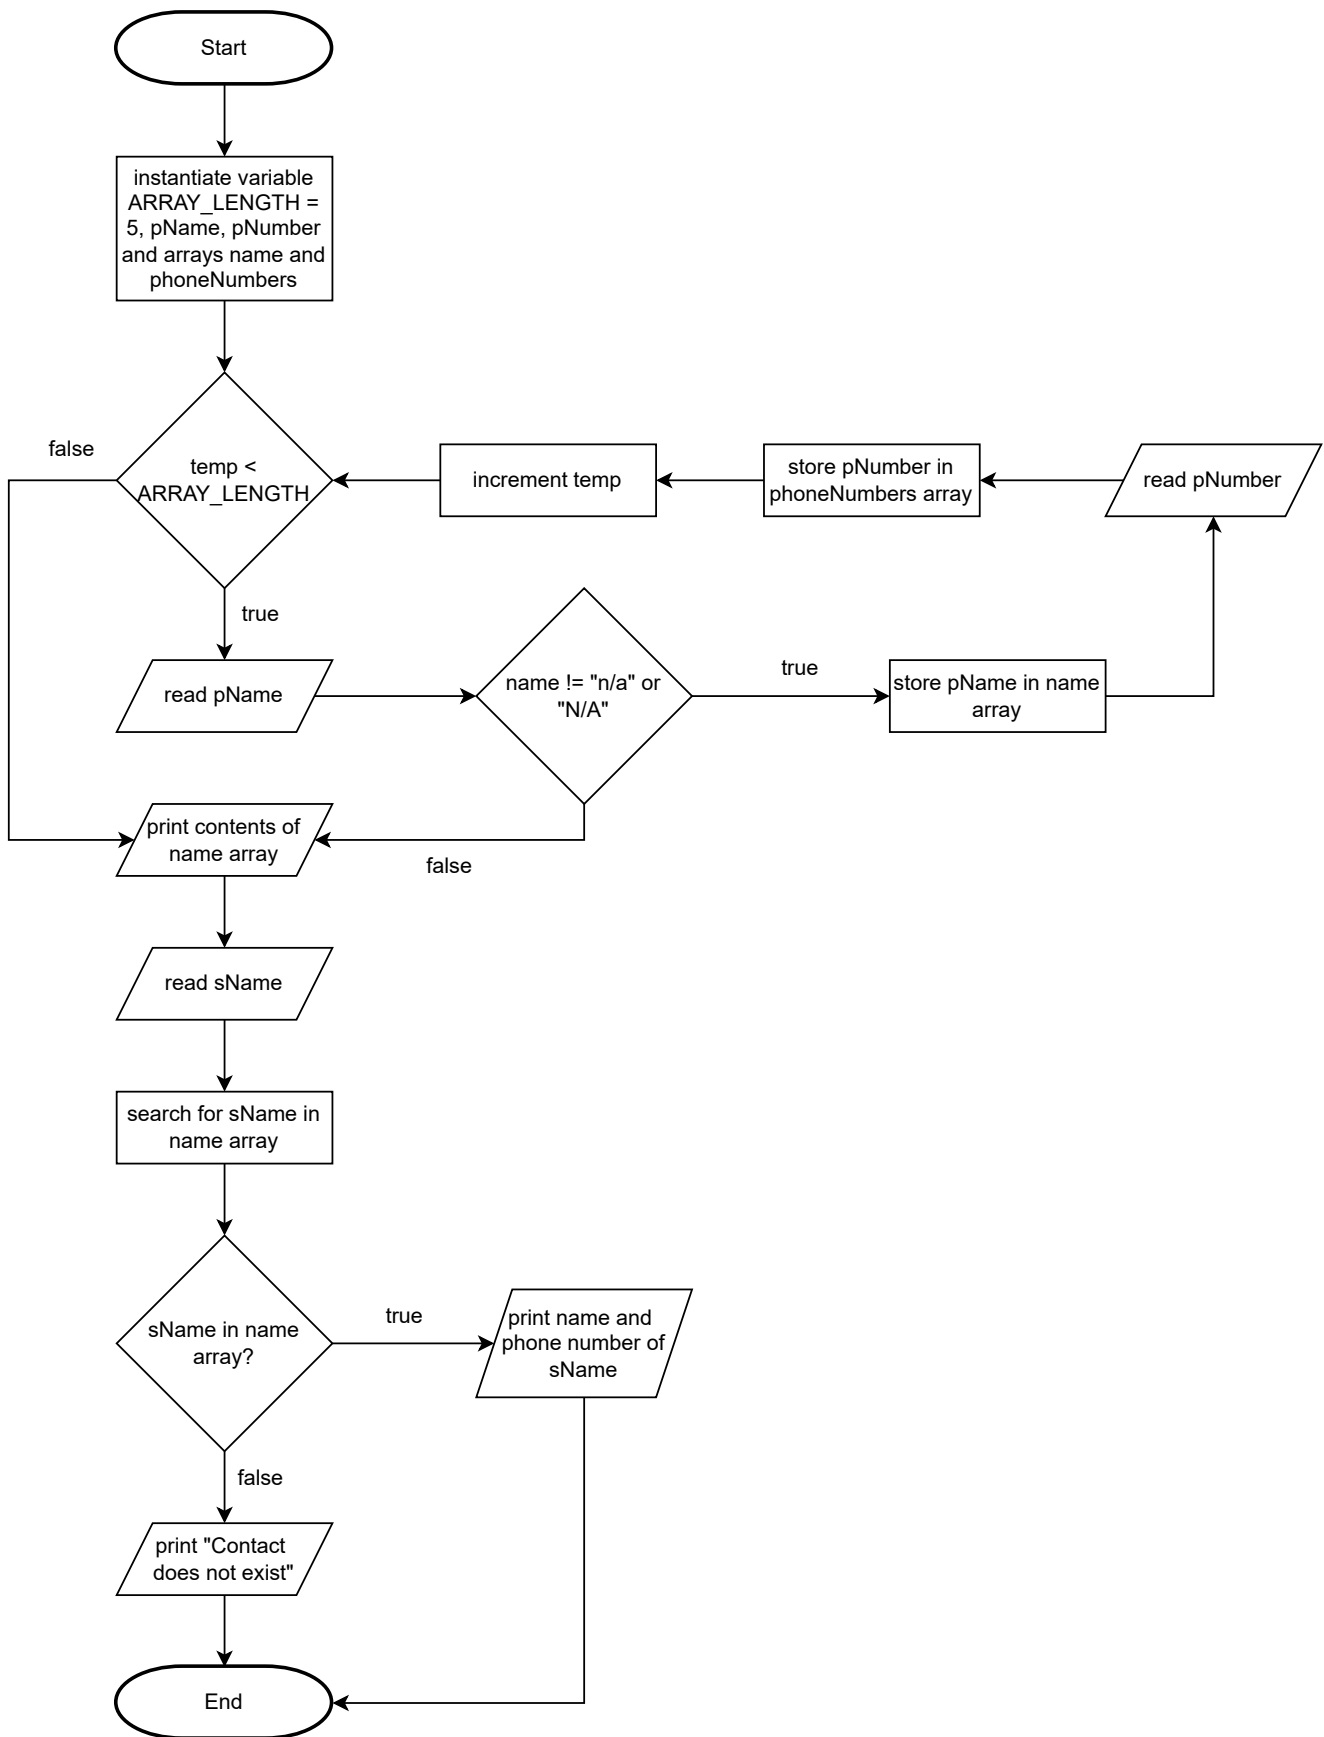 Start
instantiate variable
ARRAY_LENGTH =
5, pName, pNumber
and arrays name and
phoneNumbers
false
temp <
ARRAY_LENGTH
increment temp
store pNumber in
phoneNumbers array
read pNumber
true
read pName
name != "n/a" or
"N/A"
true
store pName in name
array
print contents of
name array
false
read sName
search for sName in
name array
sName in name
array?
true
print name and
phone number of
sName
false
print "Contact
does not exist"
End